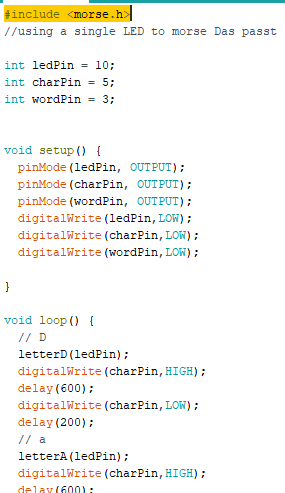 #include <morse.h>
//using a single LED to morse Das passt
int ledPin = 10;
int charPin = 5;
int wordPin = 3;
void setup() {
pinMode(ledPin, OUTPUT);
pinMode(charPin, OUTPUT);
pinMode(wordPin, OUTPUT);
digitalWrite(ledPin,LOW);
digitalWrite(charPin,LOW);
digitalWrite(wordPin,LOW);
}
void loop() {
// D
letterD(ledPin);
digitalWrite(charPin,HIGH);
delay(600);
digitalWrite(charPin,LOW);
delay(200);
// a
letterA(ledPin);
digitalWrite(charPin,HIGH);
delay(600);